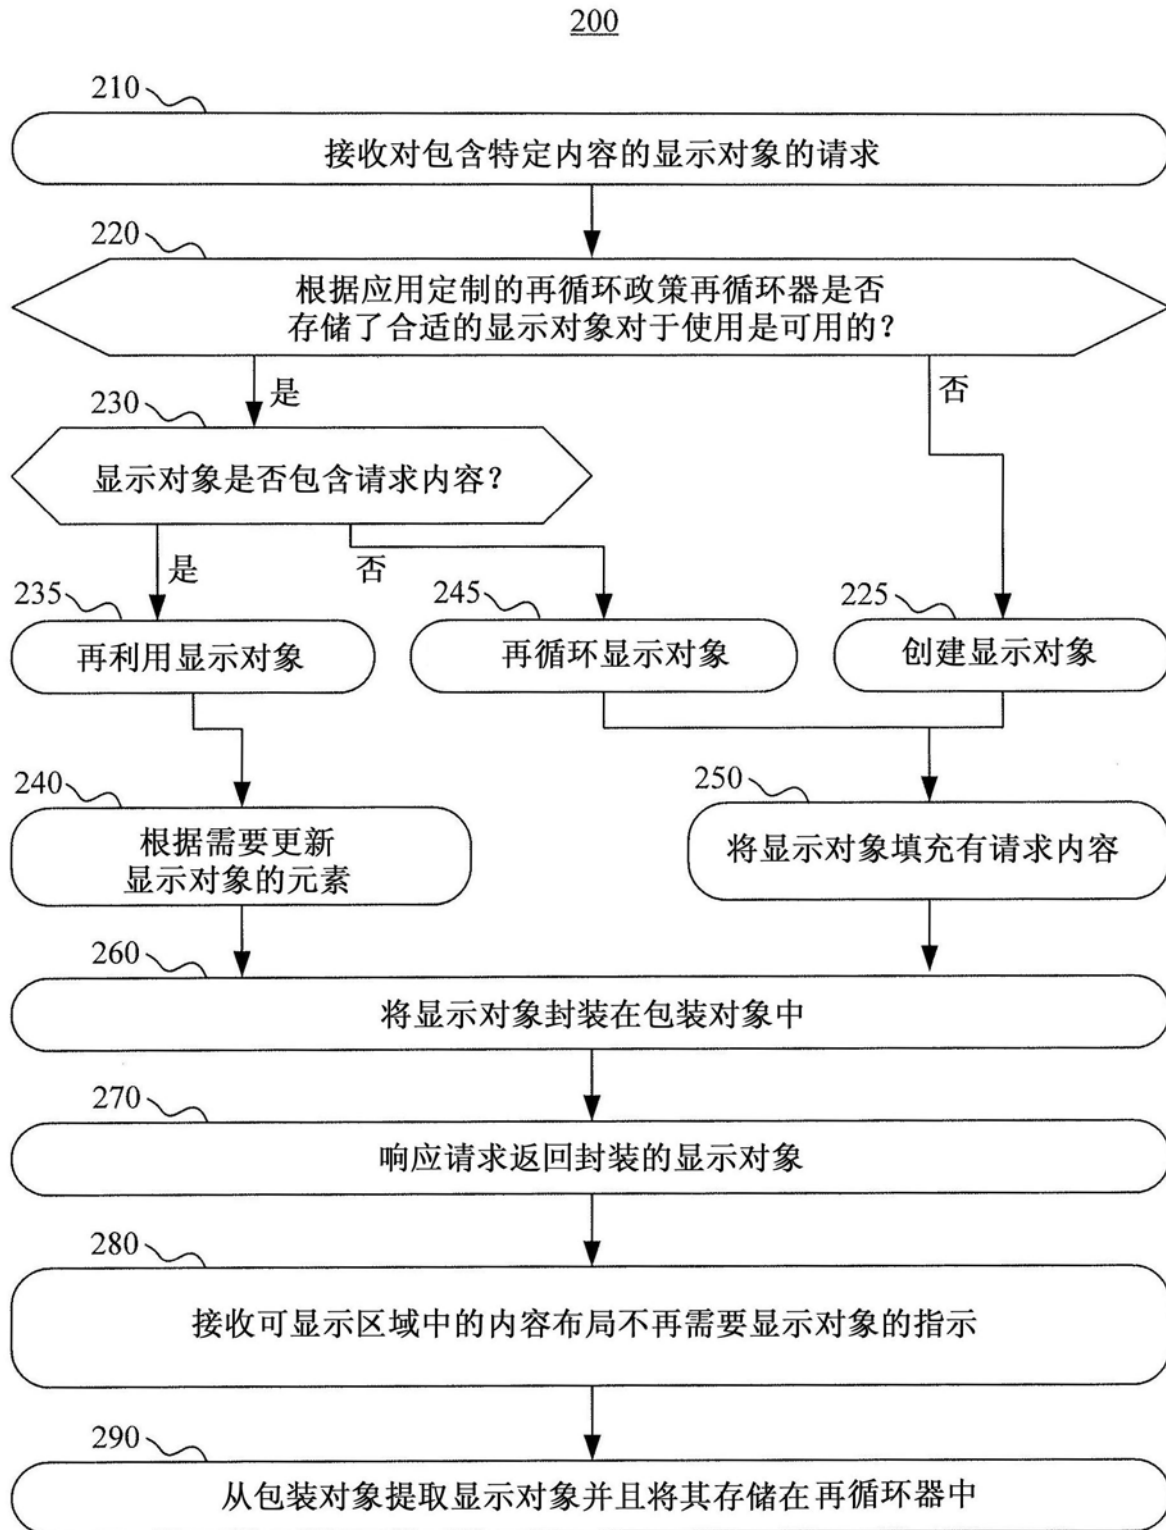 200
210
接收对包含特定内容的显示对象的请求
220
根据应用定制的再循环政策再循环器是否
存储了合适的显示对象对于使用是可用的？
是
否
230
显示对象是否包含请求内容？
是
否
235
再利用显示对象
245
再循环显示对象
225
创建显示对象
240
根据需要更新
显示对象的元素
250
将显示对象填充有请求内容
260
将显示对象封装在包装对象中
270
响应请求返回封装的显示对象
280
接收可显示区域中的内容布局不再需要显示对象的指示
290
从包装对象提取显示对象并且将其存储在再循环器中